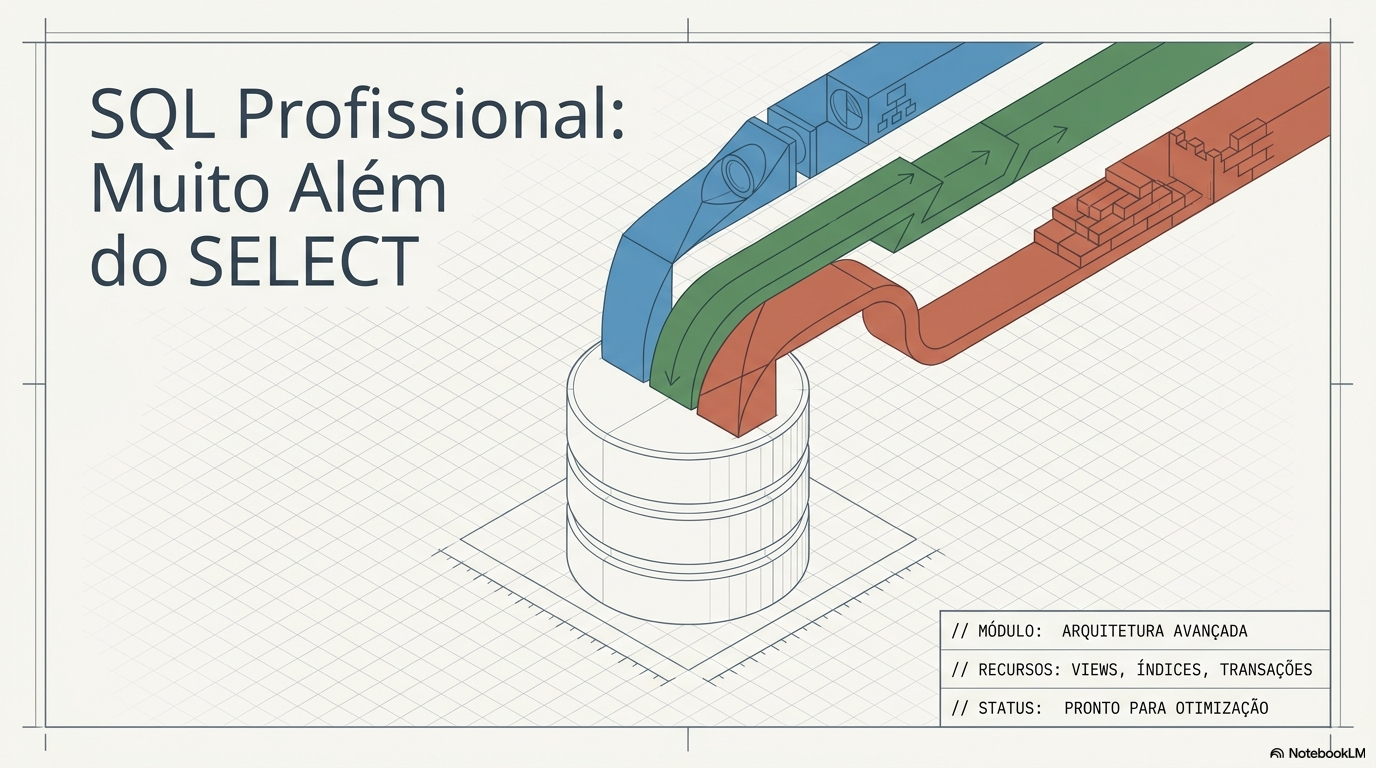 SQL Profissional:
Muito Além
do SELECT
// MÓDULO: ARQUITETURA AVANÇADA
// RECURSOS: VIEWS, ÍNDICES, TRANSAÇÕES
// STATUS: PRONTO PARA OTIMIZAÇÃO
NotebookLM